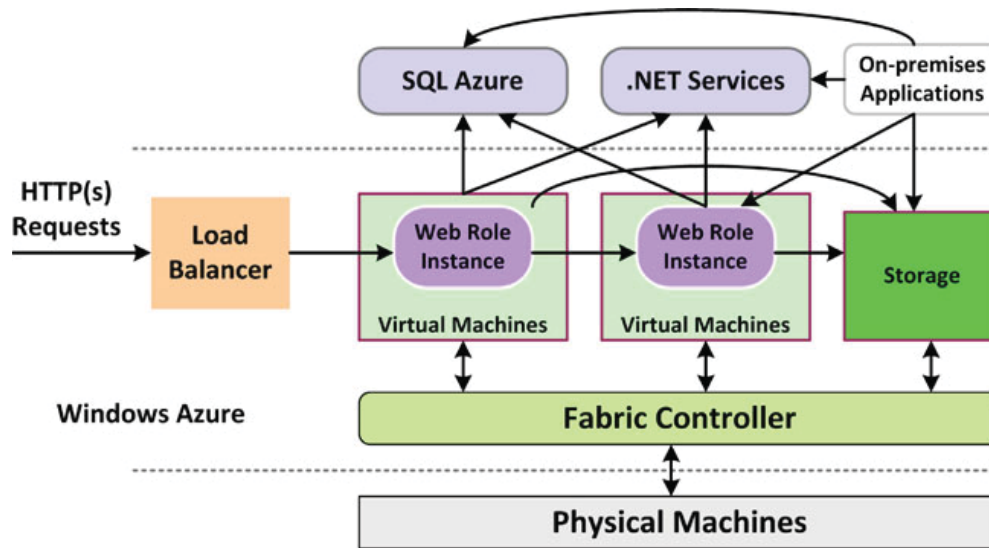 SQL Azure
.NET Services
On-premises
Applications
HTTP(s)
Requests
Load
Balancer
Web Role
Instance
Virtual Machines
Web Role
Instance
Virtual Machines
Storage
Windows Azure
Fabric Controller
Physical Machines